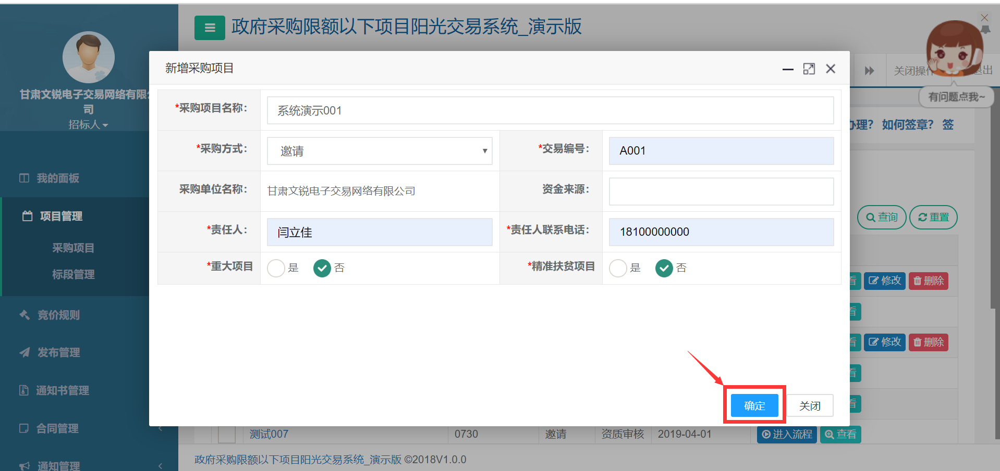 政府采购限额以下项目阳光交易系统_演示版
甘肃文锐电子交易网络有限公
司
招标人
我的面板
项目管理
采购项目
标段管理
竞价规则
发布管理
通知书管理
合同管理
通知管理
关闭操作
退出
有问题点我~
办理？ 如何签章？ 签
新增采购项目
*采购项目名称： 系统演示001
*采购方式： 邀请 *交易编号： A001
采购单位名称： 甘肃文锐电子交易网络有限公司 资金来源：
*责任人： 闫立佳 *责任人联系电话： 18100000000
*重大项目 是 否 *精准扶贫项目 是 否
确定 关闭
查询 重置
看 修改 删除
看
看 修改 删除
看
看
测试007 0730 邀请 资质审核 2019-04-01 进入流程 查看
政府采购限额以下项目阳光交易系统_演示版 ©2018V1.0.0